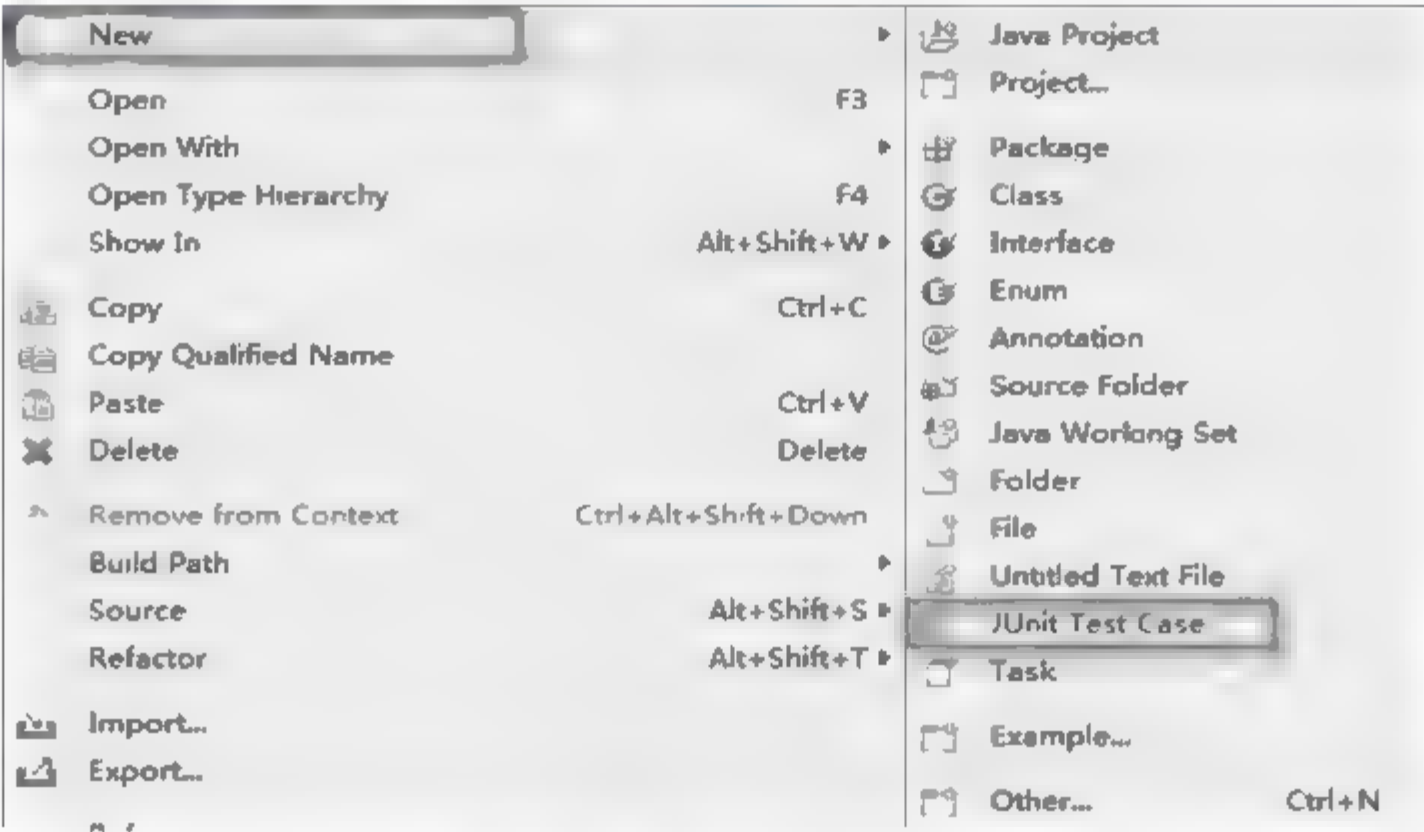 New
Open F3
Open With
Open Type Hierarchy F4
Show In Alt+Shift+W
Copy Ctrl+C
Copy Qualified Name
Paste Ctrl+V
Delete Delete
Remove from Context Ctrl+Alt+Shift+Down
Build Path
Source Alt+Shift+S
Refactor Alt+Shift+T
Import...
Export...
Java Project
Project...
Package
Class
Interface
Enum
Annotation
Source Folder
Java Working Set
Folder
File
Untitled Text File
JUnit Test Case
Task
Example...
Other... Ctrl+N